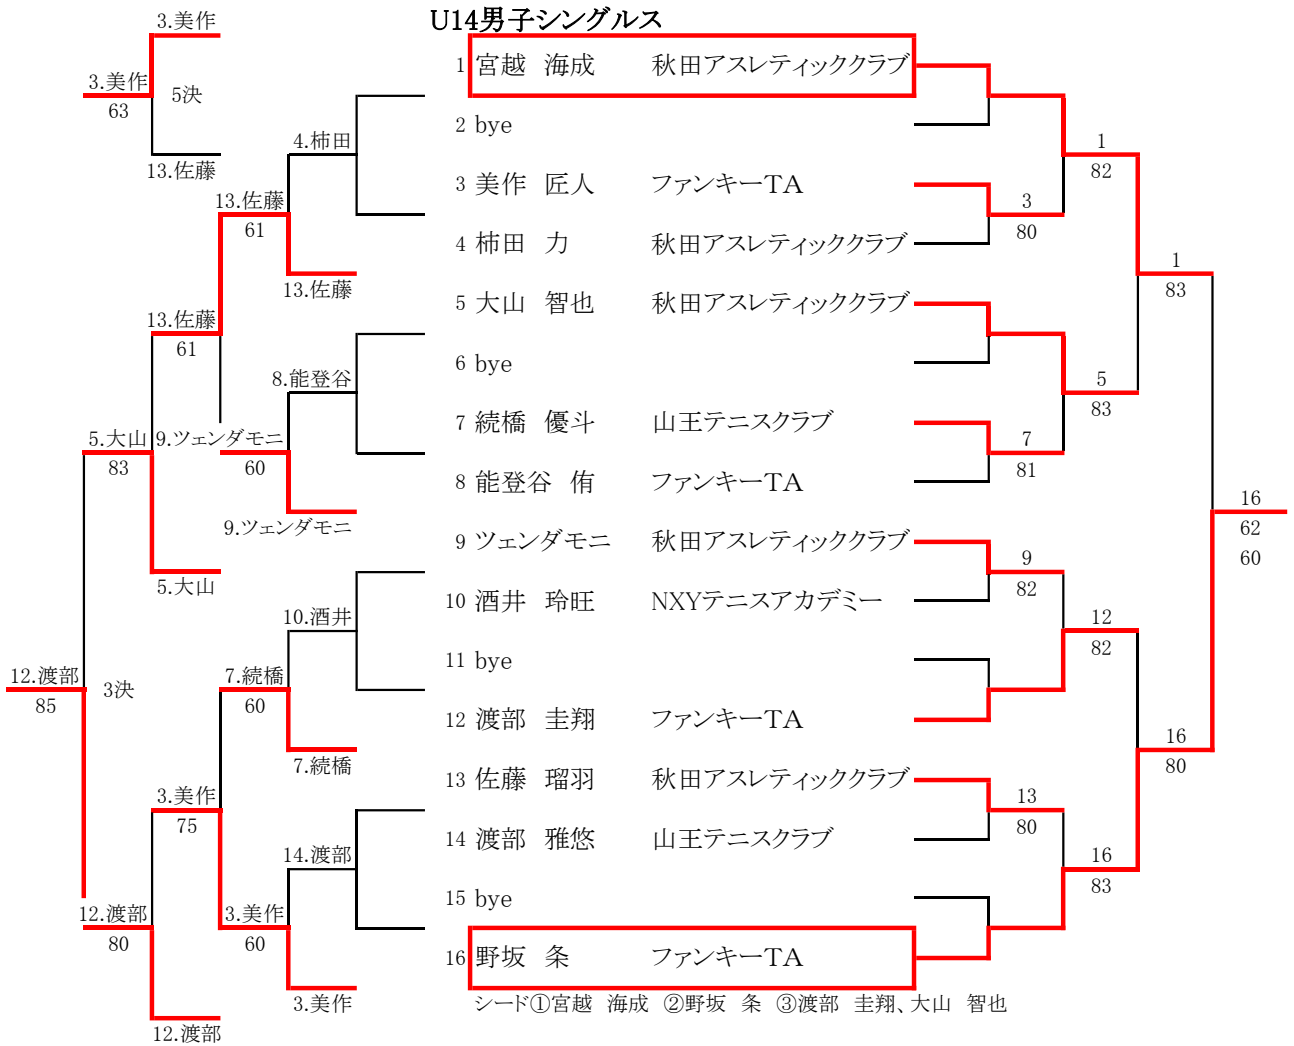 U14男子シングルス
3.美作
3.美作
63
5決
13.佐藤
4.柿田
13.佐藤
61
13.佐藤
13.佐藤
61
8.能登谷
5.大山
83
9.ツェンダモニ
60
9.ツェンダモニ
5.大山
10.酒井
12.渡部
85
3決
7.続橋
60
7.続橋
3.美作
75
14.渡部
12.渡部
80
3.美作
60
3.美作
12.渡部
1 宮越 海成 秋田アスレティッククラブ
2 bye
3 美作 匠人 ファンキーTA
4 柿田 力 秋田アスレティッククラブ
5 大山 智也 秋田アスレティッククラブ
6 bye
7 続橋 優斗 山王テニスクラブ
8 能登谷 侑 ファンキーTA
9 ツェンダモニ 秋田アスレティッククラブ
10 酒井 玲旺 NXYテニスアカデミー
11 bye
12 渡部 圭翔 ファンキーTA
13 佐藤 瑠羽 秋田アスレティッククラブ
14 渡部 雅悠 山王テニスクラブ
15 bye
16 野坂 条 ファンキーTA
シード①宮越 海成 ②野坂 条 ③渡部 圭翔、大山 智也
1
82
3
80
1
83
5
83
7
81
16
62
60
9
82
12
82
16
80
13
80
16
83